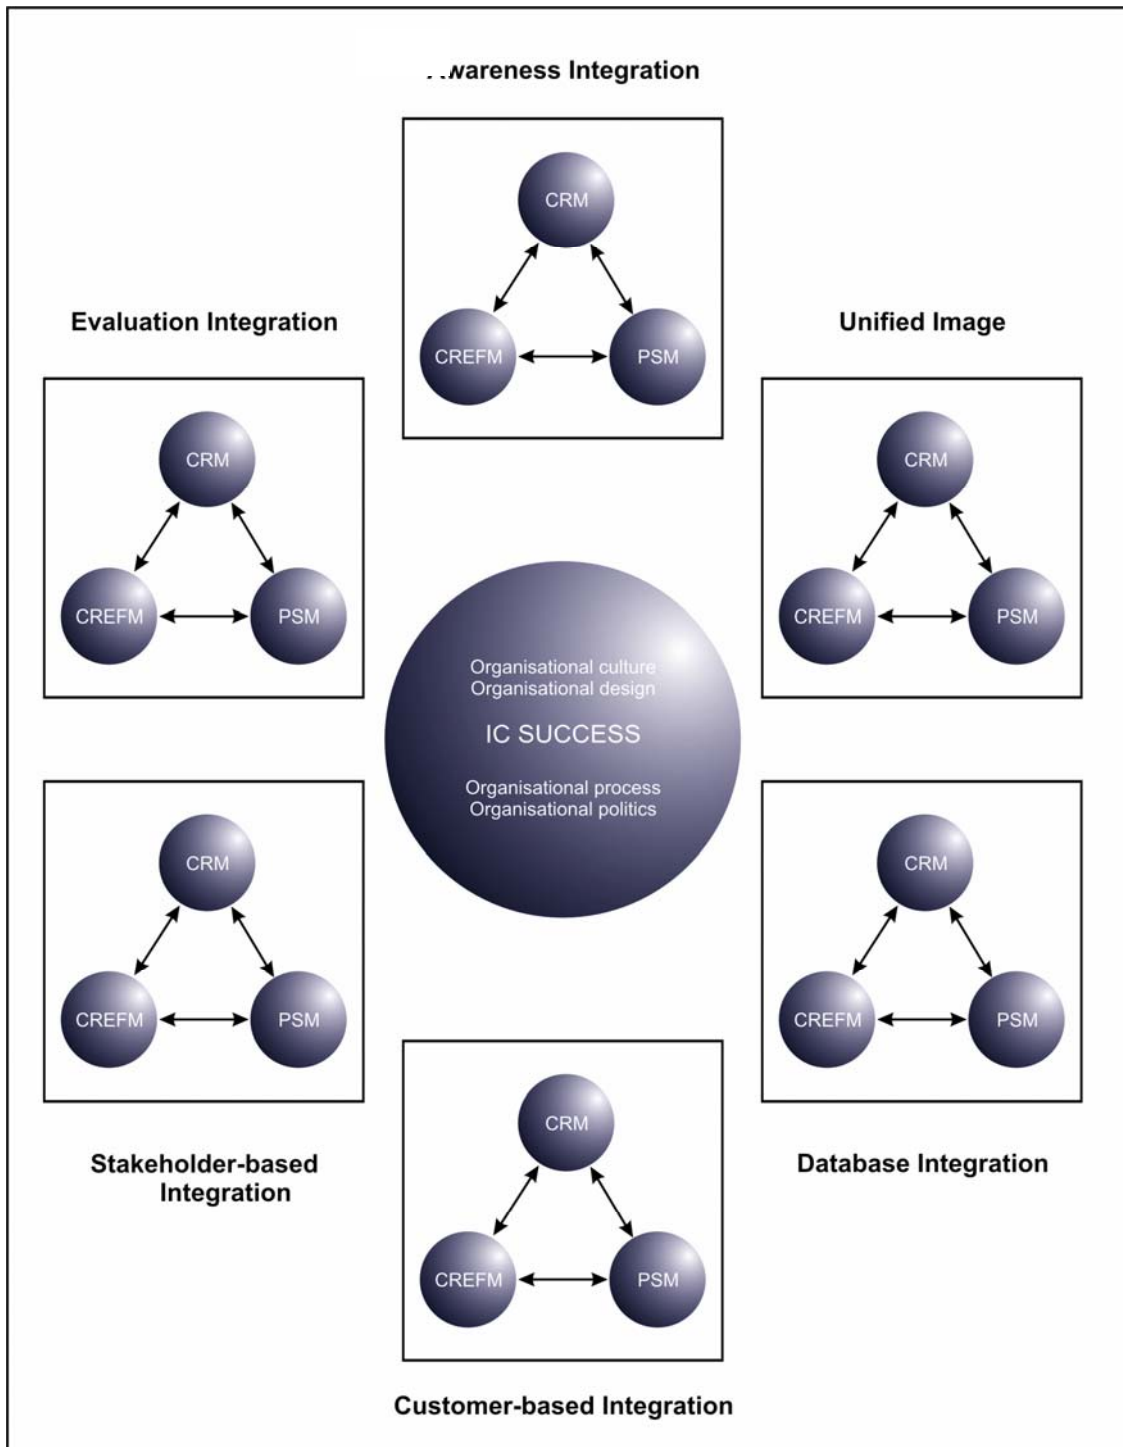 Awareness Integration
CRM
CREFM
PSM
Evaluation Integration
CRM
CREFM
PSM
Unified Image
CRM
CREFM
PSM
Organisational culture
Organisational design
IC SUCCESS
Organisational process
Organisational politics
CRM
CREFM
PSM
Stakeholder-based
Integration
CRM
CREFM
PSM
Database Integration
CRM
CREFM
PSM
Customer-based Integration